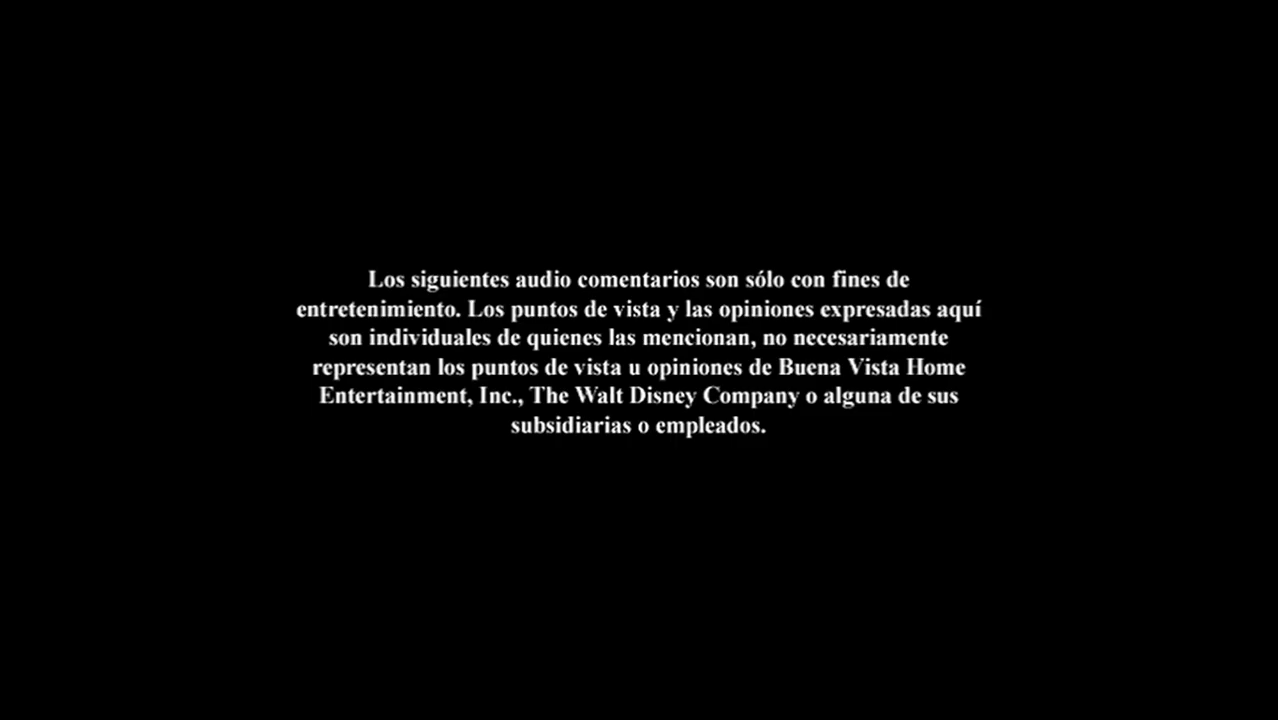 Los siguientes audio comentarios son sólo con fines de
entretenimiento. Los puntos de vista y las opiniones expresadas aquí
son individuales de quienes las mencionan, no necesariamente
representan los puntos de vista u opiniones de Buena Vista Home
Entertainment, Inc., The Walt Disney Company o alguna de sus
subsidiarias o empleados.